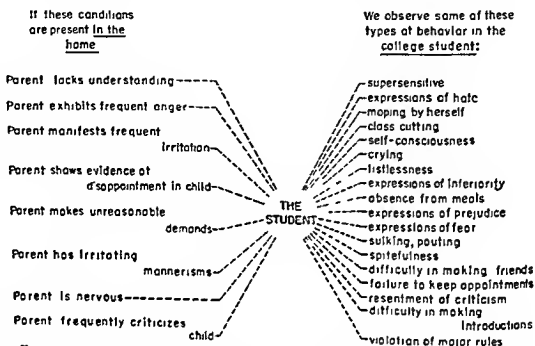 If these conditions
are present In the
home
Parent lacks understanding
Parent exhibits frequent anger
Parent manifests frequent
irritation
Parent shows evidence of
disappointment in child
Parent makes unreasonable
demands
Parent has irritating
mannerisms
Parent is nervous
Parent frequently criticizes
child
THE
STUDENT
We observe some of these
types of behavior in the
college student:
supersensitive
expressions of hate
moping by herself
class cutting
self-consciousness
crying
listlessness
expressions of inferiority
absence from meals
expressions of prejudice
expressions of fear
sulking, pouting
spitefulness
difficulty in making friends
failure to keep appointments
resentment of criticism
difficulty in making
Introductions
violation of major rules